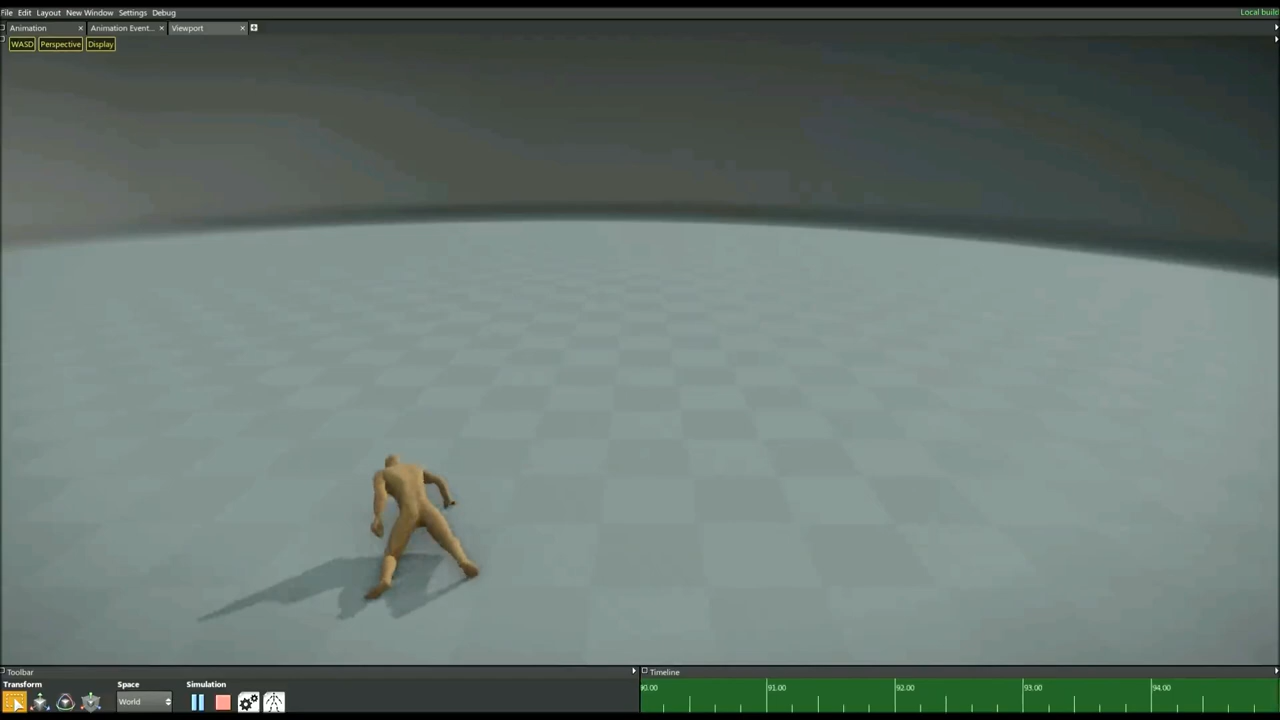 File Edit Layout New Window Settings Debug
Local build
Animation
Animation Event...
Viewport
WASD Perspective Display
Toolbar
Timeline
Transform
Space
Simulation
World
91.00
92.00
93.00
94.00